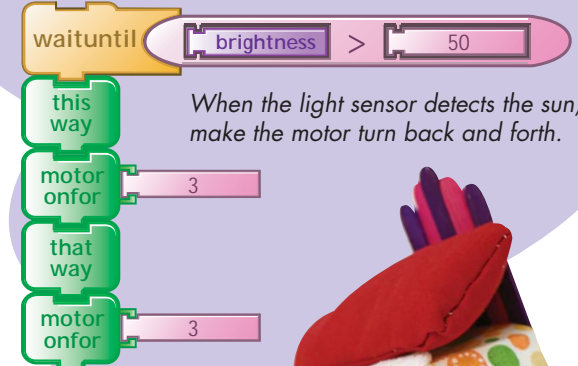 waituntil brightness > 50
this
way
When the light sensor detects the sun,
make the motor turn back and forth.
motor
onfor 3
that
way
motor
onfor 3